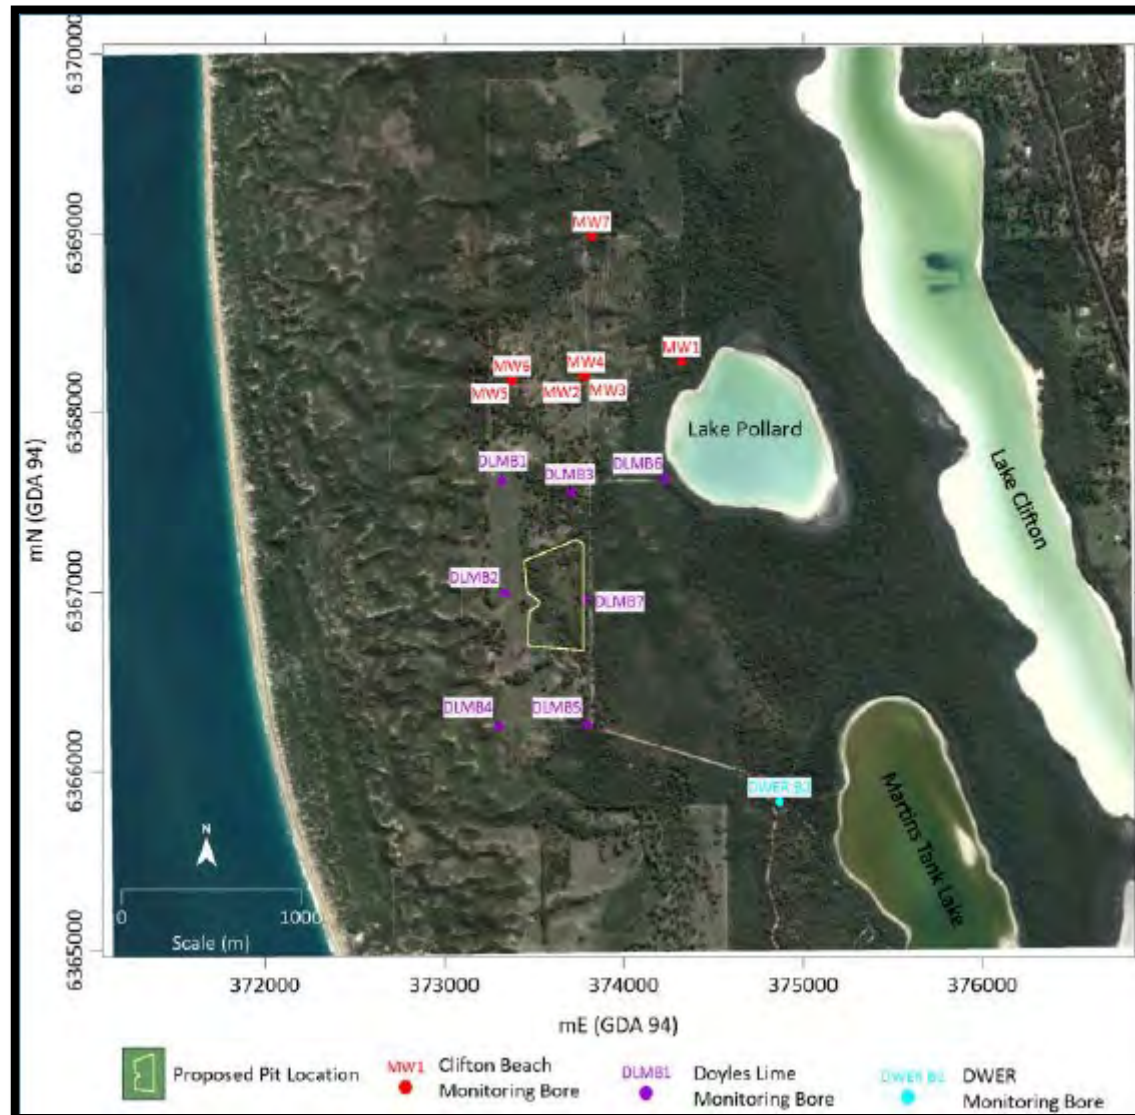 6370000
6369000
6368000
6367000
6366000
6365000
mN (GDA 94)
MW7
MW1
MW6
MW4
MW5
MW2
MW3
Lake Pollard
Lake Clifton
DLMB1
DLMB3
DLMB6
DLMB2
DLMB7
DLMB4
DLMB5
Martins Tank Lake
N
0
1000
Scale (m)
372000
373000
374000
375000
376000
mE (GDA 94)
Proposed Pit Location
MW1
Clifton Beach
Monitoring Bore
DLMB1
Doyles Lime
Monitoring Bore
DWER
DWER
Monitoring Bore